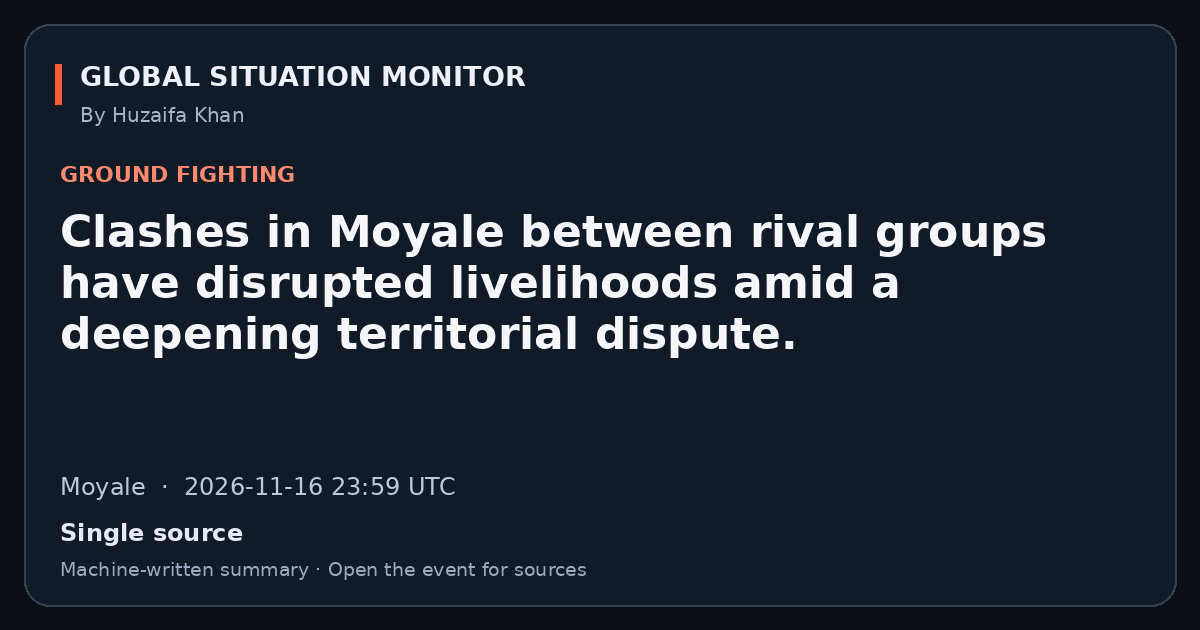 GLOBAL SITUATION MONITOR
By Huzaifa Khan
GROUND FIGHTING
Clashes in Moyale between rival groups
have disrupted livelihoods amid a
deepening territorial dispute.
Moyale · 2026-11-16 23:59 UTC
Single source
Machine-written summary · Open the event for sources